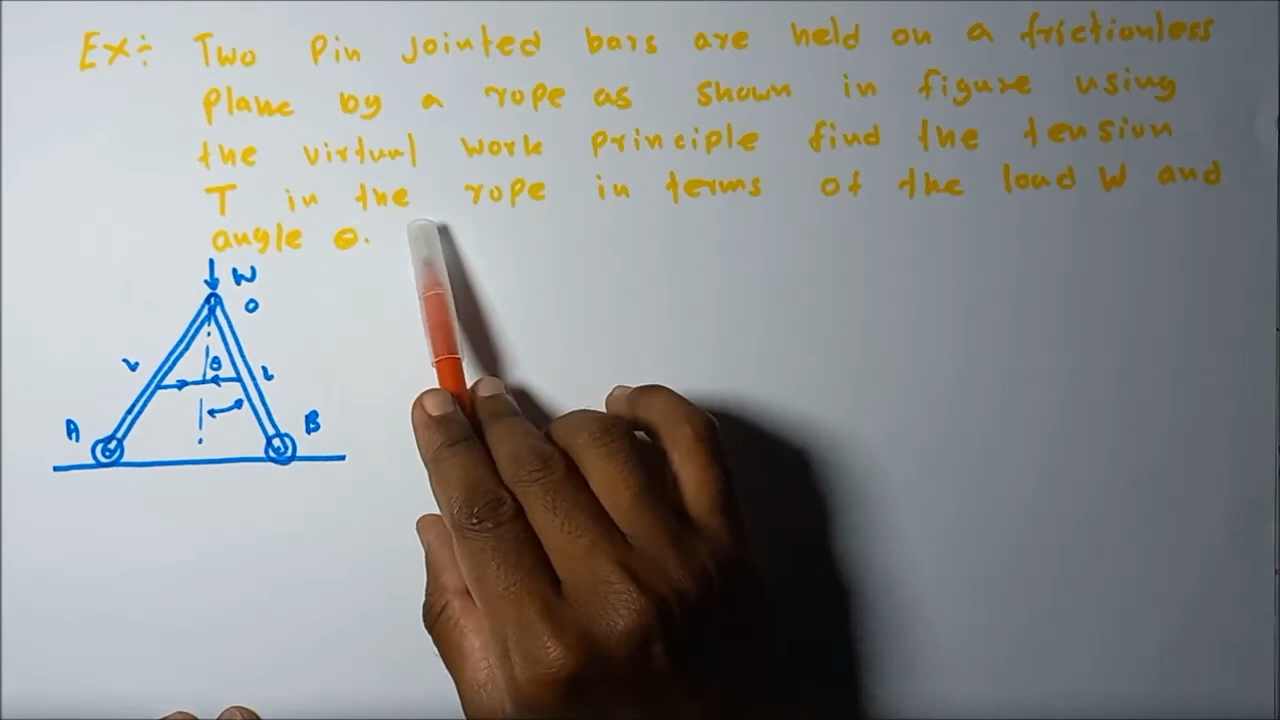 Ex÷ Two Pin jointed bars are held on a frictionless
plane by a rope as shown in figure using
the virtual work principle find the tension
T in the rope in terms of the load W and
angle θ.
W
O
l θ l
A B